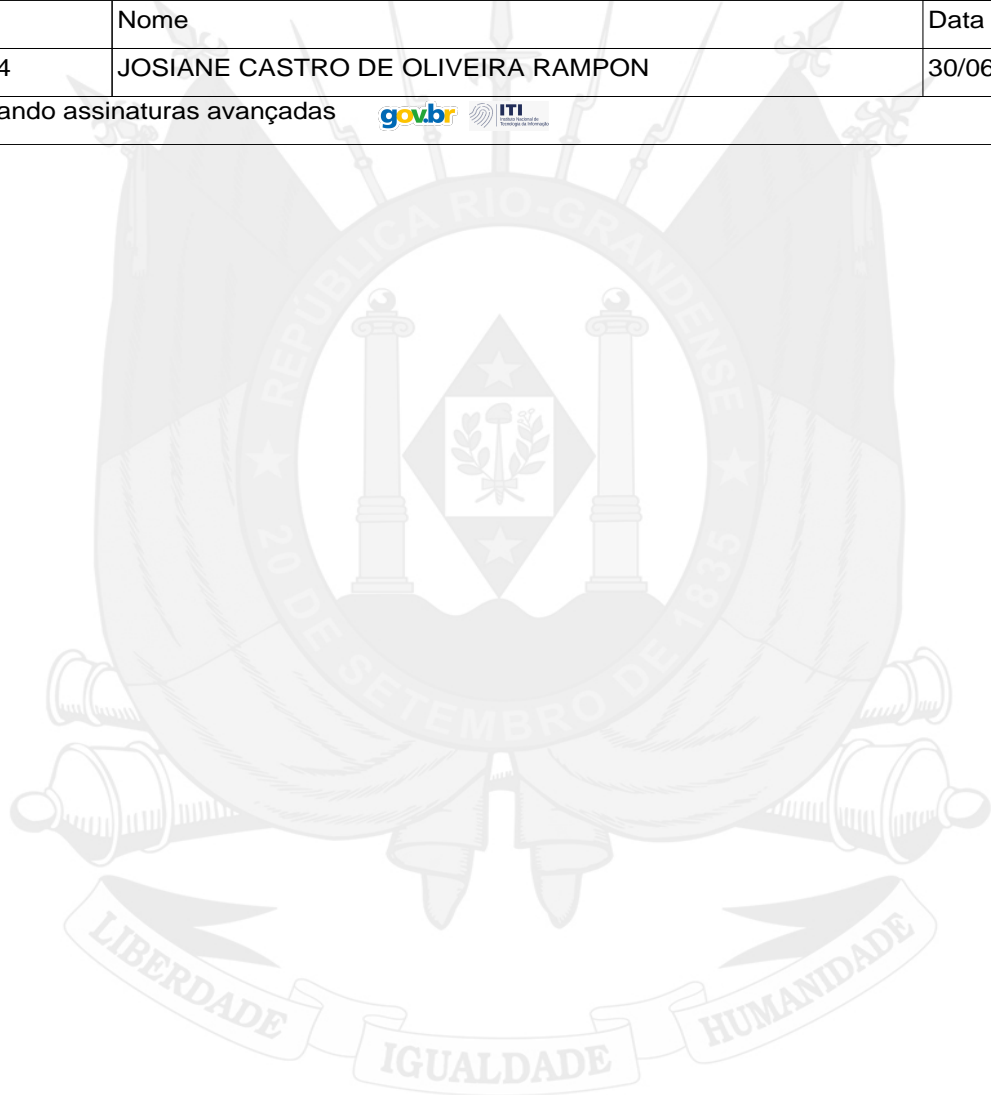 Nome Data
4 JOSIANE CASTRO DE OLIVEIRA RAMPON 30/06
ando assinaturas avançadas gov.br ITI
REPÚBLICA RIO-GRANDENSE
20 DE SETEMBRO DE 1835
LIBERDADE
IGUALDADE
HUMANIDADE